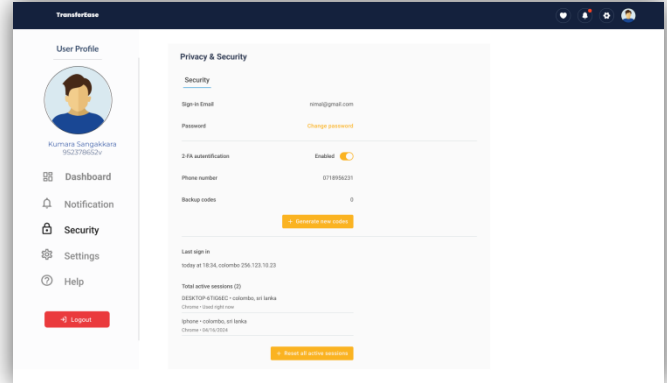 TransferEase
User Profile
Kumara Sangakkara
952378652v
Dashboard
Notification
Security
Settings
Help
Logout
Privacy & Security
Security
Sign-in Email nimal@gmail.com
Password Change password
2-FA autentification Enabled
Phone number 0718956231
Backup codes 0
+ Generate new codes
Last sign in
today at 18:34, colombo 256.123.10.23
Total active sessions (2)
DESKTOP-6TIG6EC • colombo, sri lanka
Chrome • Used right now
Iphone • colombo, sri lanka
Chrome • 04/16/2024
+ Reset all active sessions